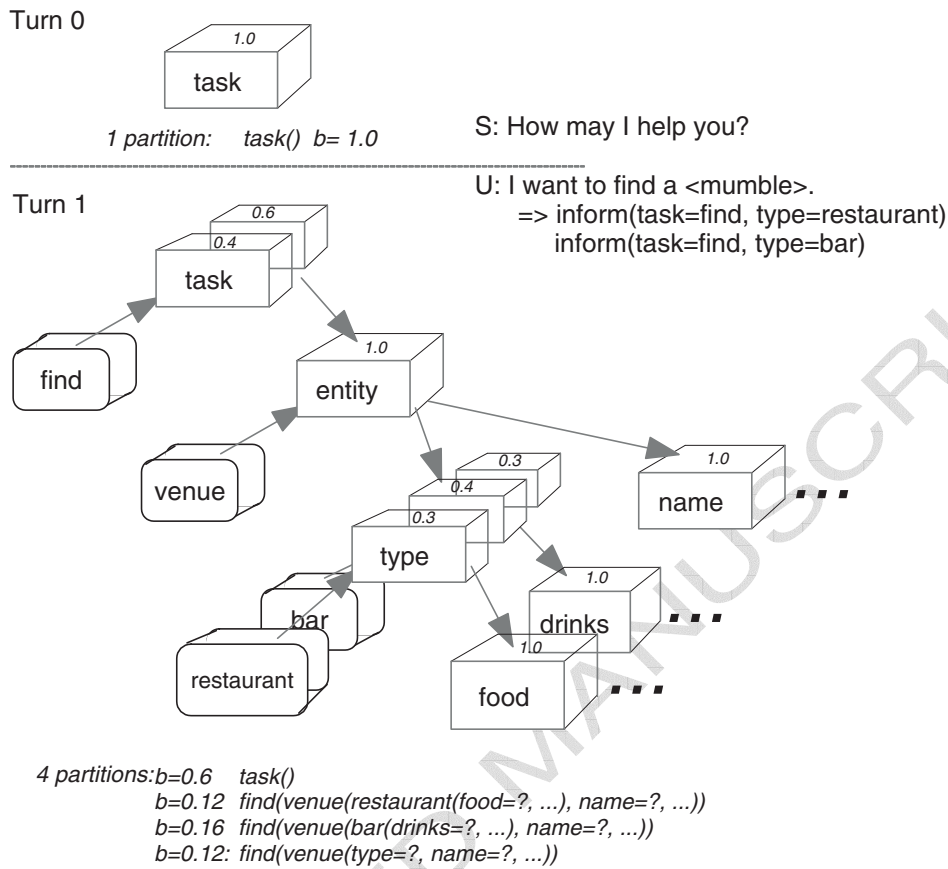 Turn 0
1.0
task
1 partition: task() b= 1.0
S: How may I help you?
U: I want to find a <mumble>.
=> inform(task=find, type=restaurant)
inform(task=find, type=bar)
Turn 1
0.6
0.4
task
find
1.0
entity
venue
0.3
0.4
0.3
type
1.0
name
...
bar
restaurant
1.0
drinks
...
1.0
food
...
4 partitions: b=0.6 task()
b=0.12 find(venue(restaurant(food=?, ...), name=?, ...))
b=0.16 find(venue(bar(drinks=?, ...), name=?, ...))
b=0.12: find(venue(type=?, name=?, ...))